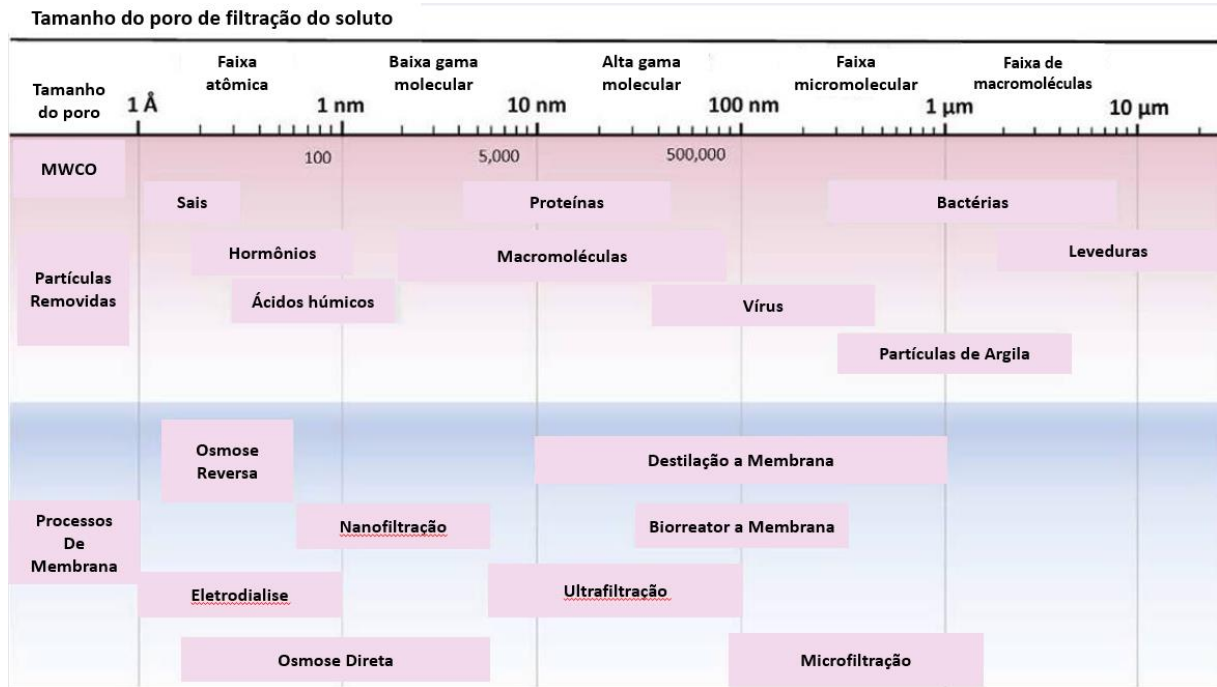 Tamanho do poro de filtração do soluto
Faixa
atômica
Baixa gama
molecular
Alta gama
molecular
Faixa
micromolecular
Faixa de
macromoléculas
Tamanho
do poro
1 Å
1 nm
10 nm
100 nm
1 µm
10 µm
MWCO
100
5,000
500,000
Sais
Proteínas
Bactérias
Hormônios
Macromoléculas
Leveduras
Partículas
Removidas
Ácidos húmicos
Vírus
Partículas de Argila
Osmose
Reversa
Destilação a Membrana
Processos
De
Membrana
Nanofiltração
Biorreator a Membrana
Eletrodialise
Ultrafiltração
Osmose Direta
Microfiltração